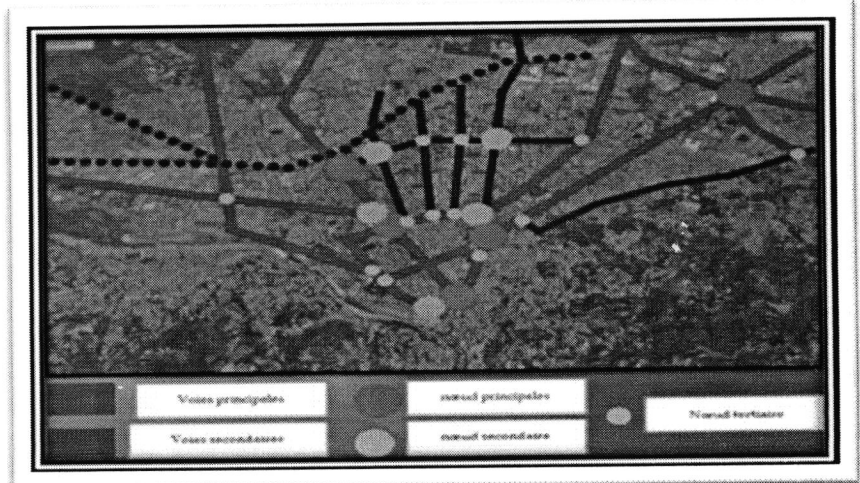 Voies principales
nœud principales
Nœud tertiaire
Voies secondaires
nœud secondaire